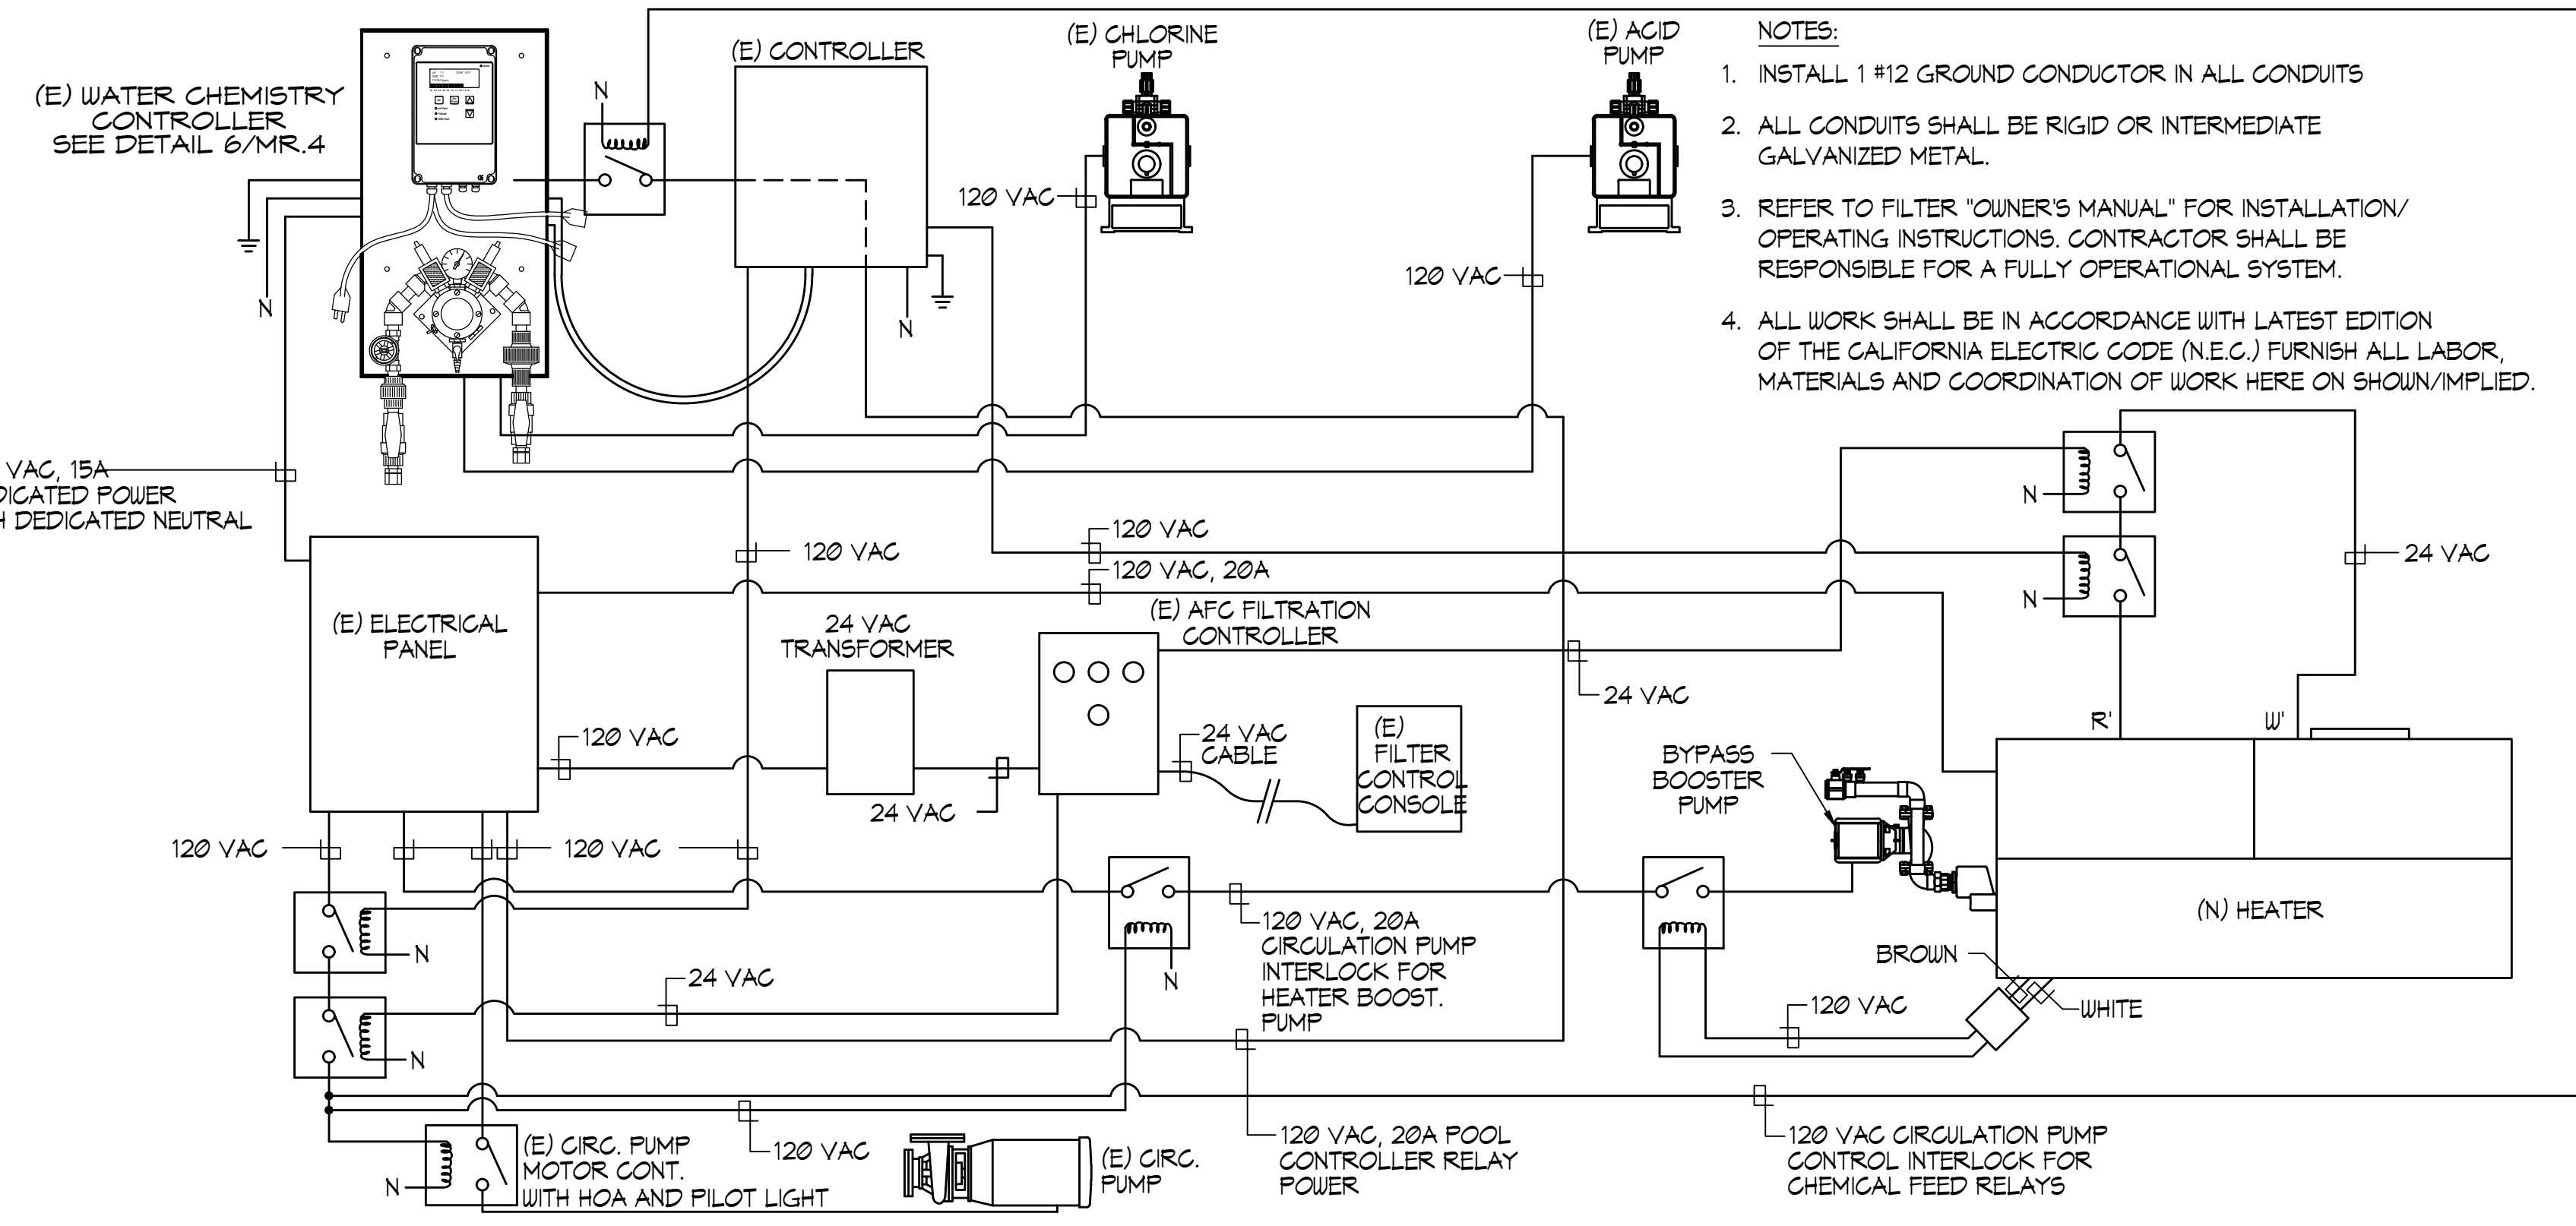 (E) WATER CHEMISTRY
CONTROLLER
SEE DETAIL 6/MR.4
N
N
(E) CONTROLLER
N
(E) CHLORINE
PUMP
120 VAC
(E) ACID
PUMP
120 VAC
NOTES:
1. INSTALL 1 #12 GROUND CONDUCTOR IN ALL CONDUITS
2. ALL CONDUITS SHALL BE RIGID OR INTERMEDIATE
GALVANIZED METAL.
3. REFER TO FILTER "OWNER'S MANUAL" FOR INSTALLATION/
OPERATING INSTRUCTIONS. CONTRACTOR SHALL BE
RESPONSIBLE FOR A FULLY OPERATIONAL SYSTEM.
4. ALL WORK SHALL BE IN ACCORDANCE WITH LATEST EDITION
OF THE CALIFORNIA ELECTRIC CODE (N.E.C.) FURNISH ALL LABOR,
MATERIALS AND COORDINATION OF WORK HERE ON SHOWN/IMPLIED.
VAC, 15A
POWER
DEDICATED NEUTRAL
(E) ELECTRICAL
PANEL
120 VAC
120 VAC
120 VAC, 20A
24 VAC
TRANSFORMER
(E) AFC FILTRATION
CONTROLLER
N
N
24 VAC
24 VAC
120 VAC
24 VAC
24 VAC
CABLE
(E)
FILTER
CONTROL
CONSOLE
R'
W'
BYPASS
BOOSTER
PUMP
(N) HEATER
BROWN
WHITE
120 VAC
120 VAC
120 VAC
N
N
24 VAC
N
120 VAC, 20A
CIRCULATION PUMP
INTERLOCK FOR
HEATER BOOST.
PUMP
120 VAC
N
(E) CIRC. PUMP
MOTOR CONT.
WITH HOA AND PILOT LIGHT
120 VAC
(E) CIRC.
PUMP
120 VAC, 20A POOL
CONTROLLER RELAY
POWER
120 VAC CIRCULATION PUMP
CONTROL INTERLOCK FOR
CHEMICAL FEED RELAYS